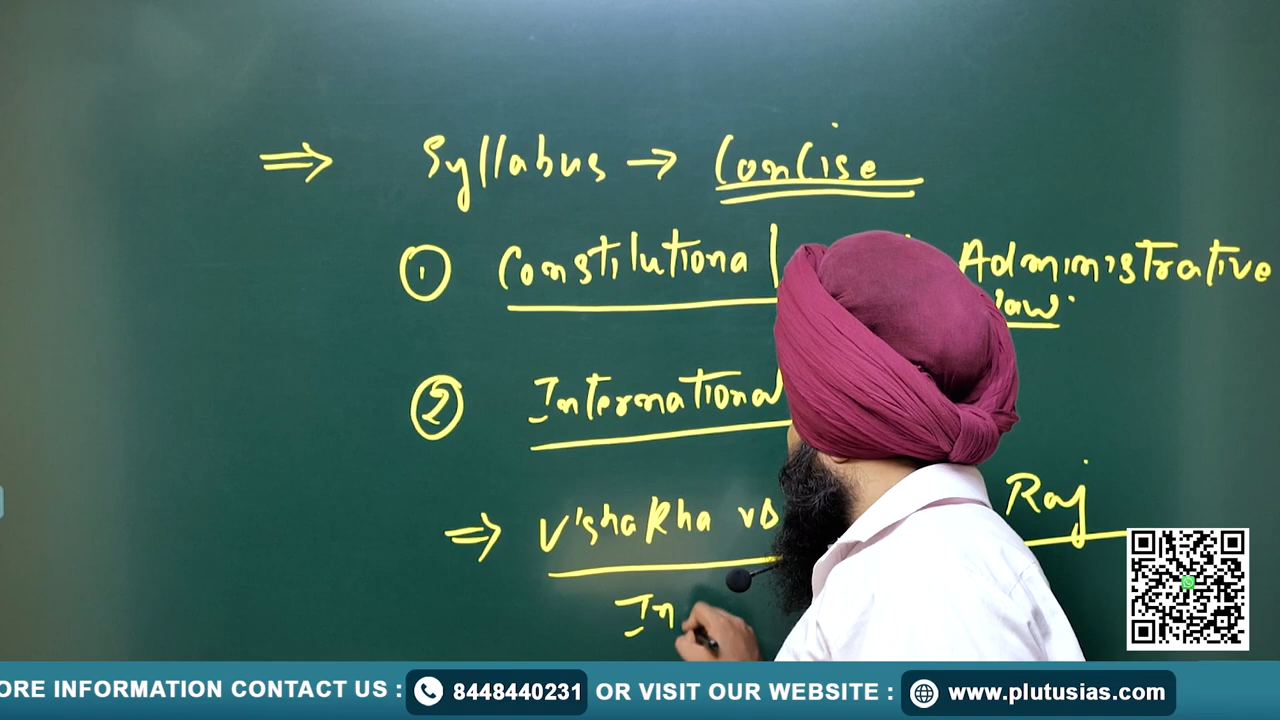 ⇒ Syllabus → Concise
① Constitutional Administrative
law
② International
⇒ Vishakha vs Raj
In
ORE INFORMATION CONTACT US : 8448440231 OR VISIT OUR WEBSITE : www.plutusias.com